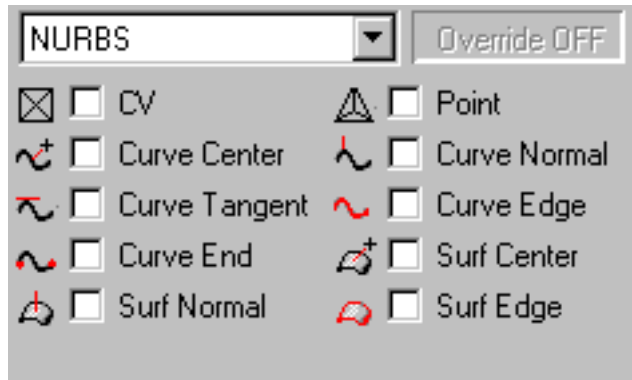 NURBS Override OFF
CV Point
Curve Center Curve Normal
Curve Tangent Curve Edge
Curve End Surf Center
Surf Normal Surf Edge